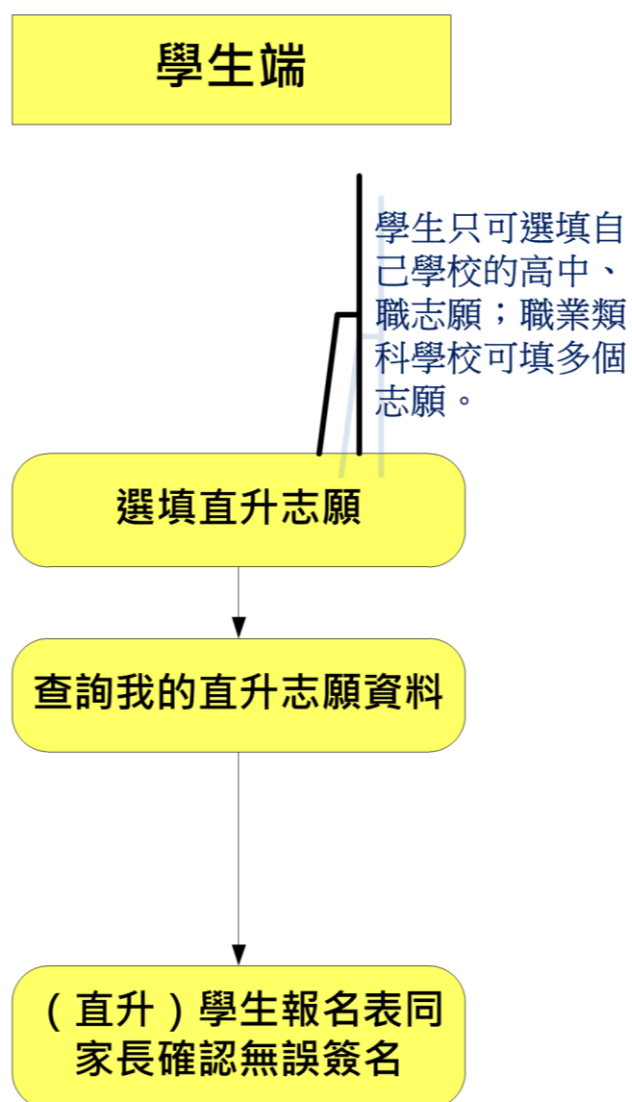 學生端
學生只可選填自
己學校的高中、
職志願；職業類
科學校可填多個
志願。
選填直升志願
查詢我的直升志願資料
（直升）學生報名表同
家長確認無誤簽名